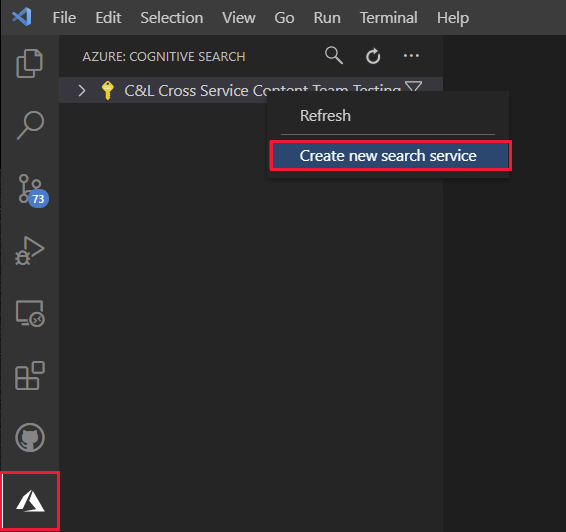 File Edit Selection View Go Run Terminal
AZURE: COGNITIVE SEARCH
C&L Cross Service Content Team Testing
Refresh
Create new search service
73